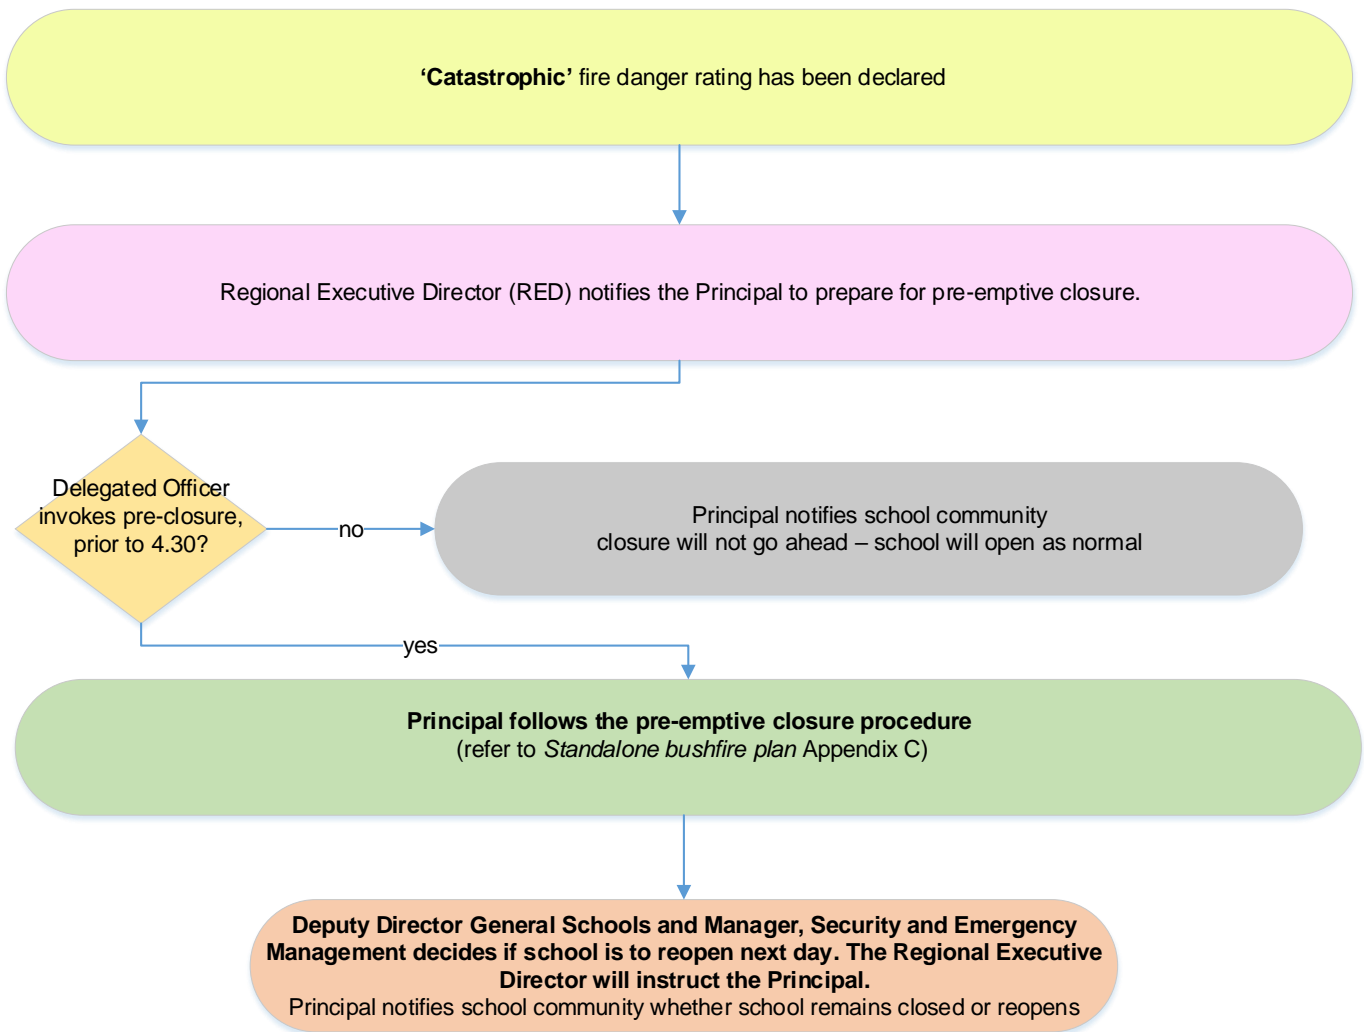 ‘Catastrophic’ fire danger rating has been declared
Regional Executive Director (RED) notifies the Principal to prepare for pre-emptive closure.
Delegated Officer
invokes pre-closure,
prior to 4.30?
no
Principal notifies school community
closure will not go ahead – school will open as normal
yes
Principal follows the pre-emptive closure procedure
(refer to Standalone bushfire plan Appendix C)
Deputy Director General Schools and Manager, Security and Emergency
Management decides if school is to reopen next day. The Regional Executive
Director will instruct the Principal.
Principal notifies school community whether school remains closed or reopens